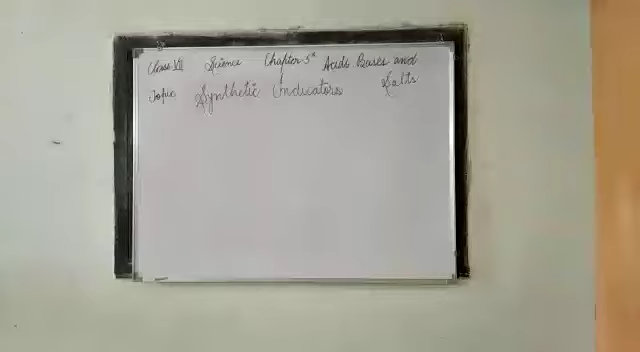 Class-VII Science Chapter-5th Acids Bases and Salts
Topic Synthetic Indicators